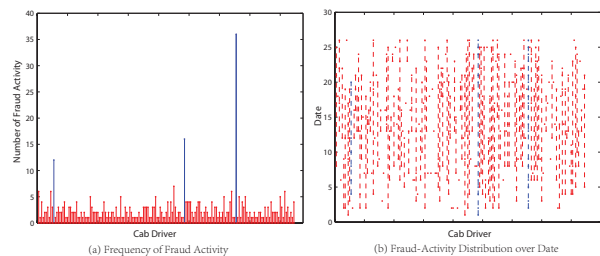 40
35
30
25
20
15
10
5
0
Number of Fraud Activity
Cab Driver
(a) Frequency of Fraud Activity
30
25
20
15
10
5
0
Date
Cab Driver
(b) Fraud-Activity Distribution over Date